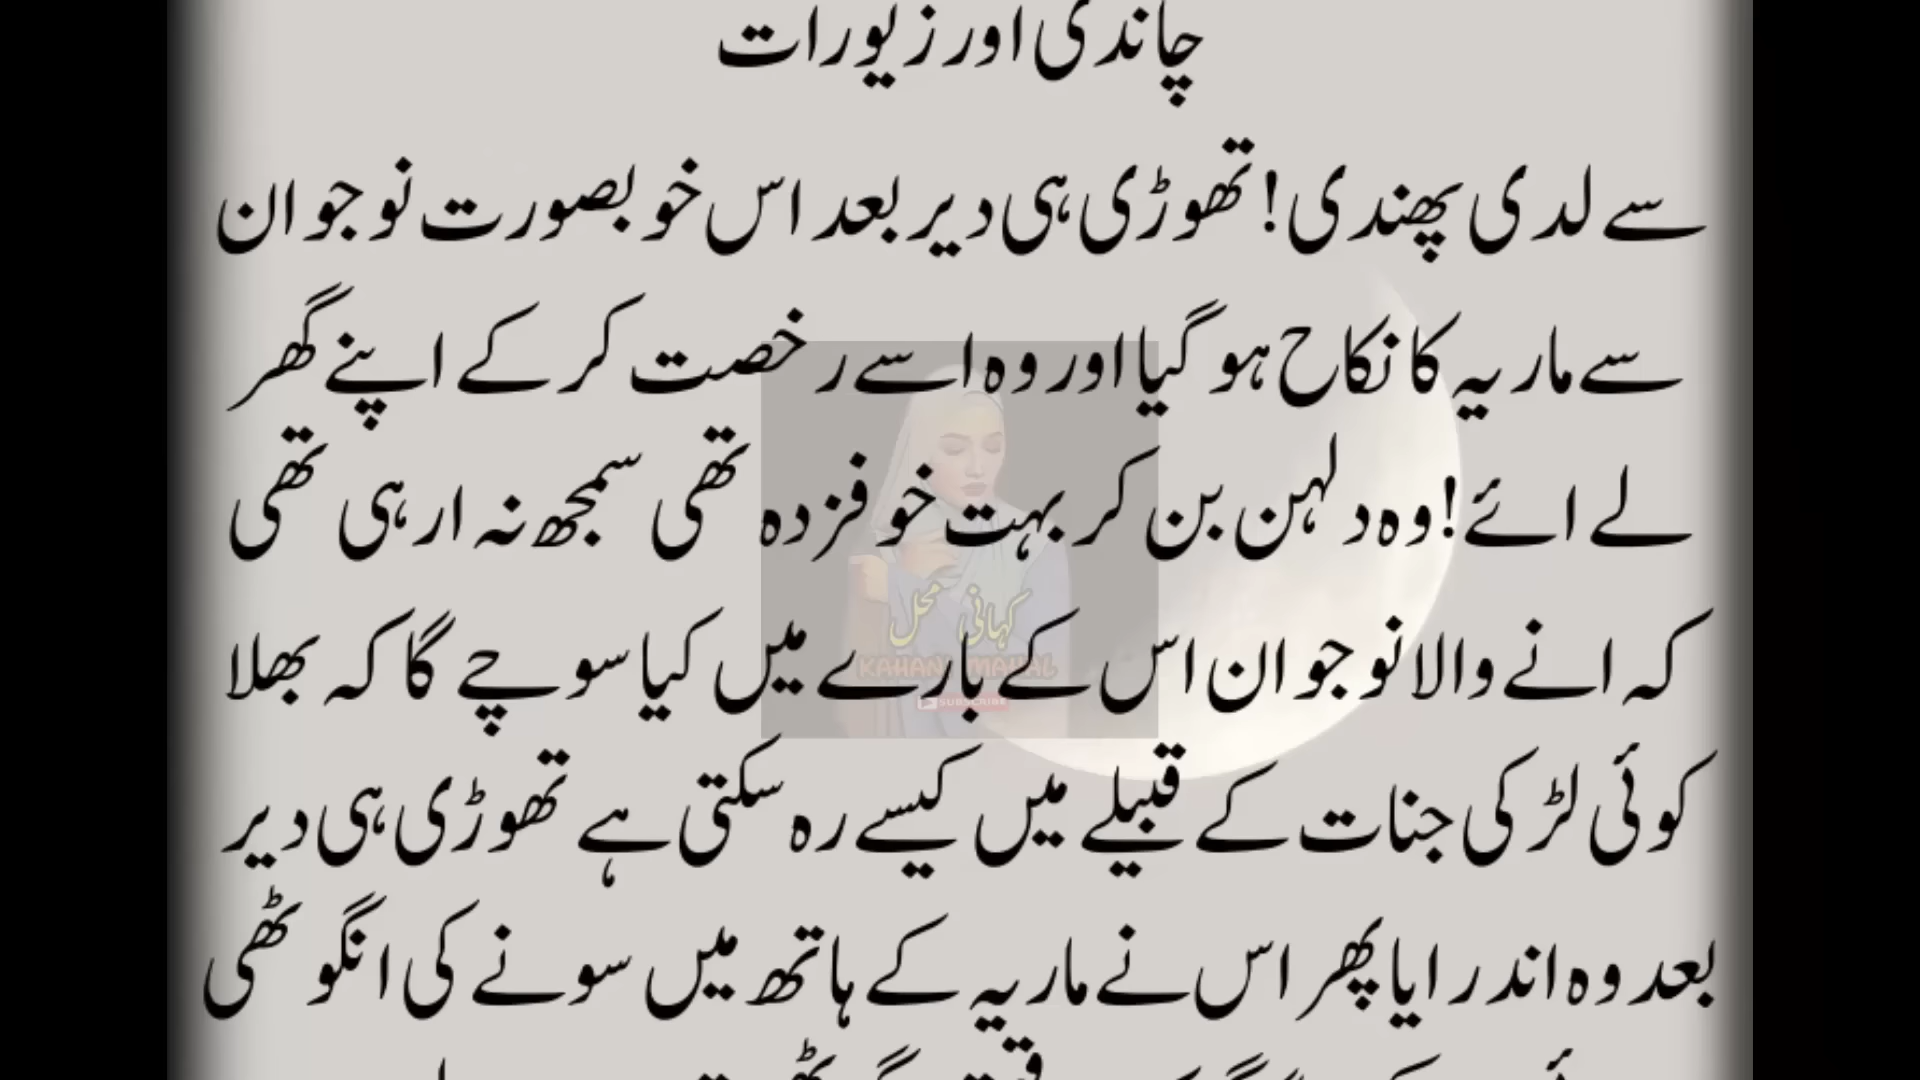 چاندی اور زیورات
سے لدی پھندی! تھوڑی ہی دیر بعد اس خوبصورت نوجوان
سے ماریہ کا نکاح ہو گیا اور وہ اسے رخصت کر کے اپنے گھر
لے ائے! وہ دلہن بن کر بہت خوفزدہ تھی سمجھ نہ ارہی تھی
کہ انے والا نوجوان اس کے بارے میں کیا سوچے گا کہ بھلا
کوئی لڑکی جنات کے قبیلے میں کیسے رہ سکتی ہے تھوڑی ہی دیر
بعد وہ اندر ایا پھر اس نے ماریہ کے ہاتھ میں سونے کی انگوٹھی
کہانی محل
KAHANI MAHAL
SUBSCRIBE